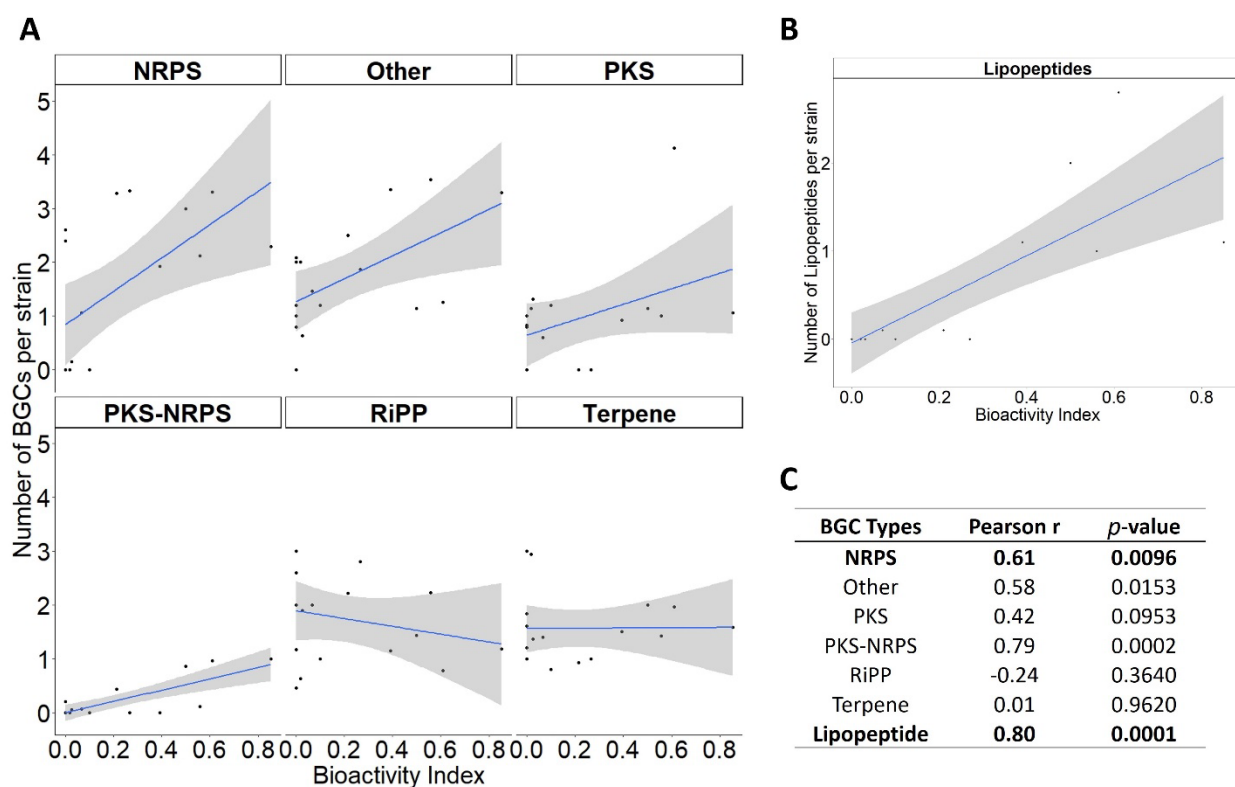 A
NRPS
Other
PKS
5
4
3
2
1
0
PKS-NRPS
RiPP
Terpene
5
4
3
2
1
0
Number of BGCs per strain
0.0 0.2 0.4 0.6 0.8
0.0 0.2 0.4 0.6 0.8
0.0 0.2 0.4 0.6 0.8
Bioactivity Index
B
Lipopeptides
Number of Lipopeptides per strain
2
1
0
0.0 0.2 0.4 0.6 0.8
Bioactivity Index
C
BGC Types Pearson r p-value
NRPS 0.61 0.0096
Other 0.58 0.0153
PKS 0.42 0.0953
PKS-NRPS 0.79 0.0002
RiPP -0.24 0.3640
Terpene 0.01 0.9620
Lipopeptide 0.80 0.0001